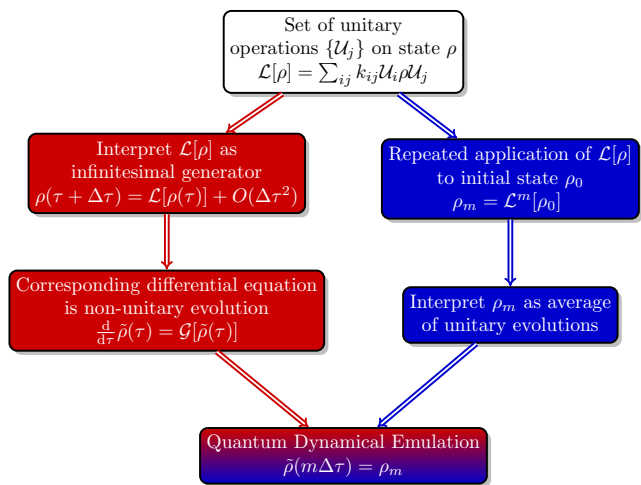 Set of unitary
operations {𝒰_j} on state ρ
ℒ[ρ] = ∑_{ij} k_{ij}𝒰_iρ𝒰_j
Interpret ℒ[ρ] as
infinitesimal generator
ρ(τ + Δτ) = ℒ[ρ(τ)] + O(Δτ²)
Repeated application of ℒ[ρ]
to initial state ρ₀
ρ_m = ℒ^m[ρ₀]
Corresponding differential equation
is non-unitary evolution
d/dτ ρ̃(τ) = 𝒢[ρ̃(τ)]
Interpret ρ_m as average
of unitary evolutions
Quantum Dynamical Emulation
ρ̃(mΔτ) = ρ_m